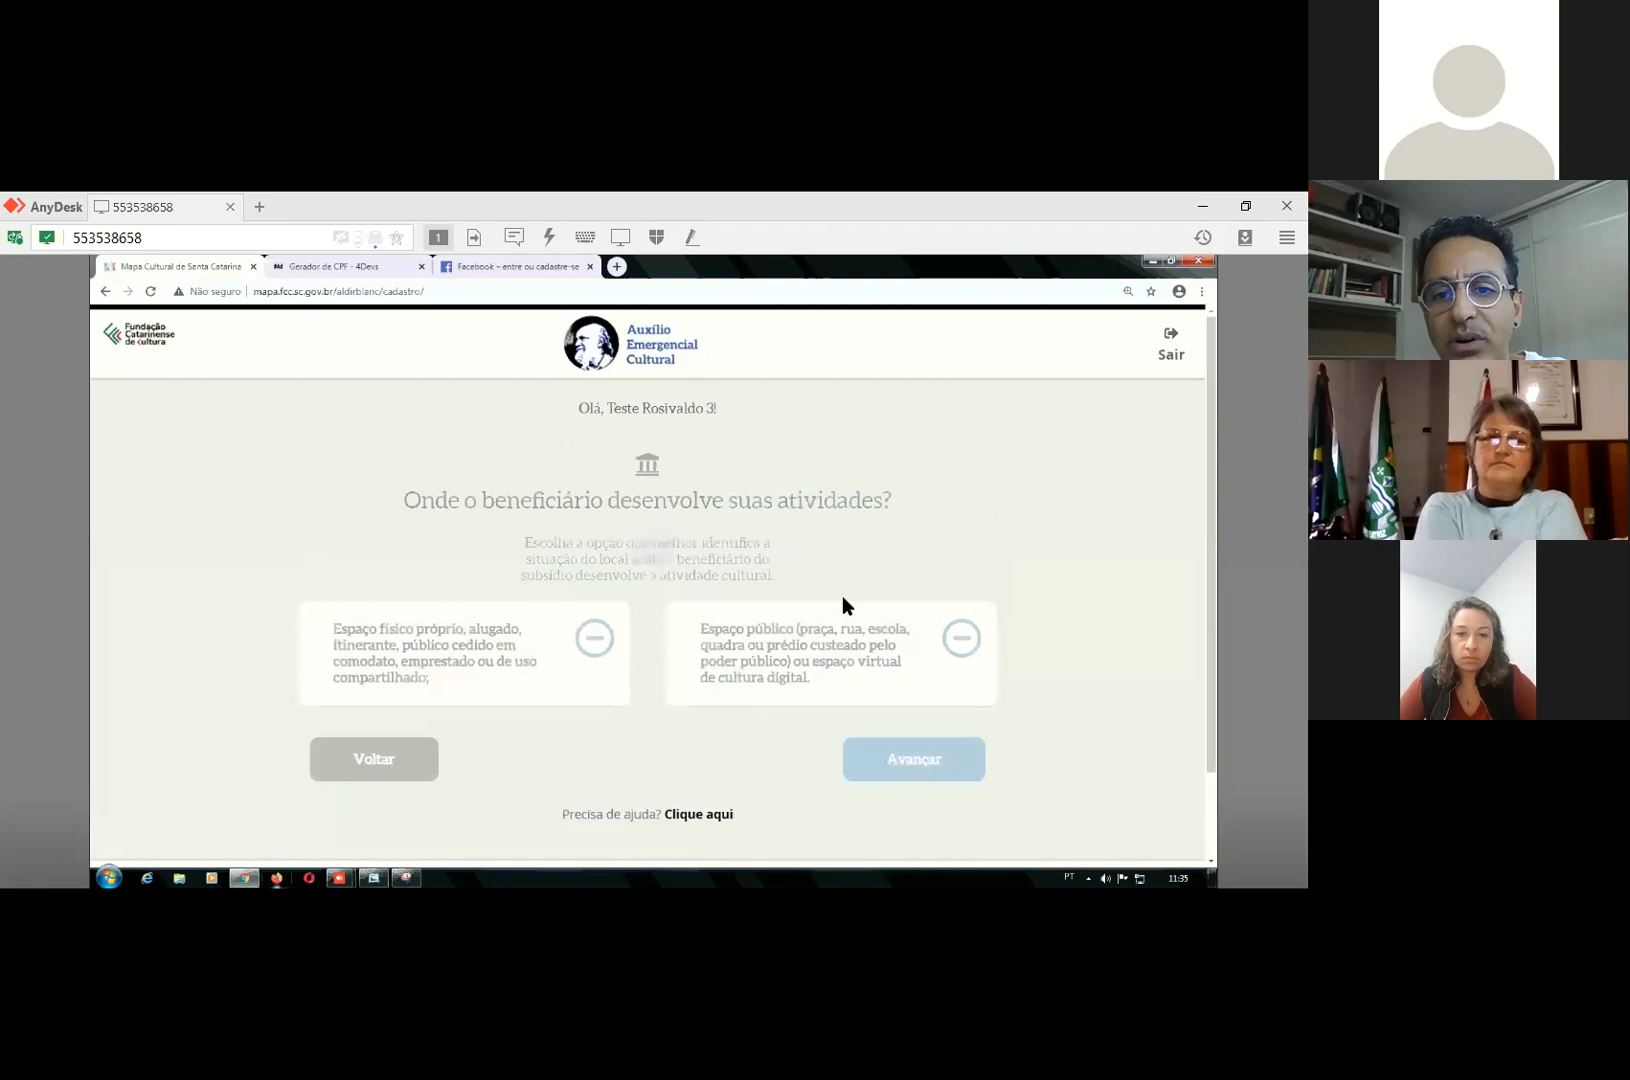 AnyDesk
553538658
553538658
1
Mapa Cultural de Santa Catarina
Gerador de CPF - 4Devs
Facebook – entre ou cadastre-se
Não seguro
mapa.fcc.sc.gov.br/aldirblanc/cadastro/
Fundação
Catarinense
de cultura
Auxílio
Emergencial
Cultural
Sair
Olá, Teste Rosivaldo 3!
Onde o beneficiário desenvolve suas atividades?
Escolha a opção que melhor identifica a
situação do local beneficiário do
subsídio desenvolve a atividade cultural.
Espaço físico próprio, alugado,
itinerante, público cedido em
comodato, emprestado ou de uso
compartilhado;
Espaço público (praça, rua, escola,
quadra ou prédio custeado pelo
poder público) ou espaço virtual
de cultura digital.
Voltar
Avançar
Precisa de ajuda? Clique aqui
PT
11:35